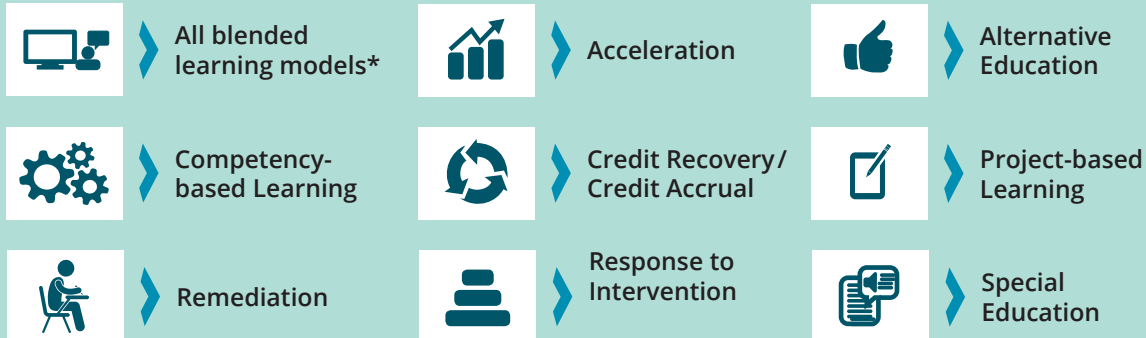 All blended
learning models*
Acceleration
Alternative
Education
Competency-
based Learning
Credit Recovery/
Credit Accrual
Project-based
Learning
Remediation
Response to
Intervention
Special
Education